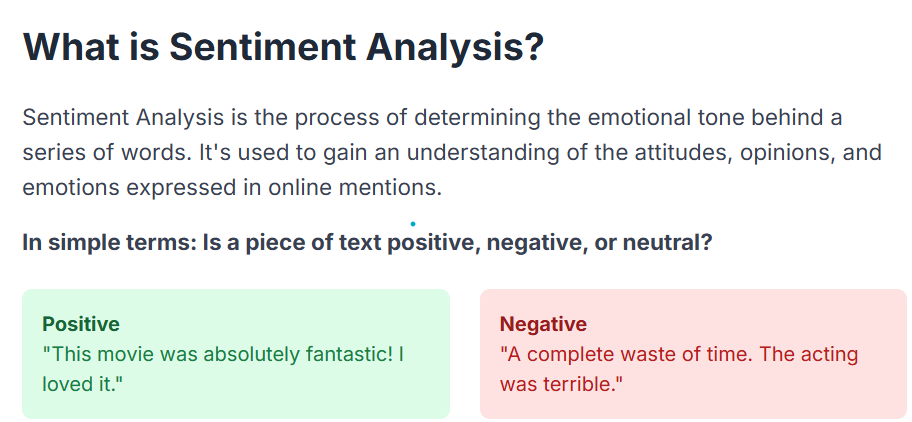 What is Sentiment Analysis?
Sentiment Analysis is the process of determining the emotional tone behind a
series of words. It's used to gain an understanding of the attitudes, opinions, and
emotions expressed in online mentions.
In simple terms: Is a piece of text positive, negative, or neutral?
Positive
"This movie was absolutely fantastic! I
loved it."
Negative
"A complete waste of time. The acting
was terrible."